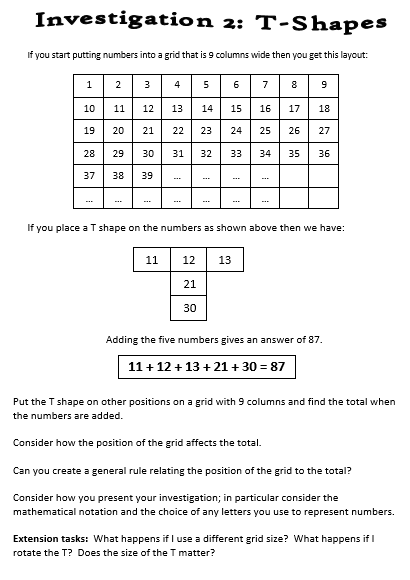 Investigation 2: T-Shapes
If you start putting numbers into a grid that is 9 columns wide then you get this layout:
1 2 3 4 5 6 7 8 9
10 11 12 13 14 15 16 17 18
19 20 21 22 23 24 25 26 27
28 29 30 31 32 33 34 35 36
37 38 39 ... ... ... ...
... ... ... ... ... ... ...
If you place a T shape on the numbers as shown above then we have:
11 12 13
21
30
Adding the five numbers gives an answer of 87.
11 + 12 + 13 + 21 + 30 = 87
Put the T shape on other positions on a grid with 9 columns and find the total when
the numbers are added.
Consider how the position of the grid affects the total.
Can you create a general rule relating the position of the grid to the total?
Consider how you present your investigation; in particular consider the
mathematical notation and the choice of any letters you use to represent numbers.
Extension tasks: What happens if I use a different grid size? What happens if I
rotate the T? Does the size of the T matter?